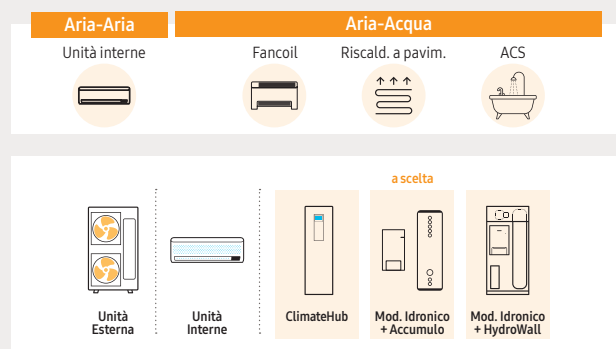 Aria-Aria
Aria-Acqua
Unità interne
Fancoil
Riscald. a pavim.
ACS
a scelta
Unità
Esterna
Unità
Interne
ClimateHub
Mod. Idronico
+ Accumulo
Mod. Idronico
+ HydroWall